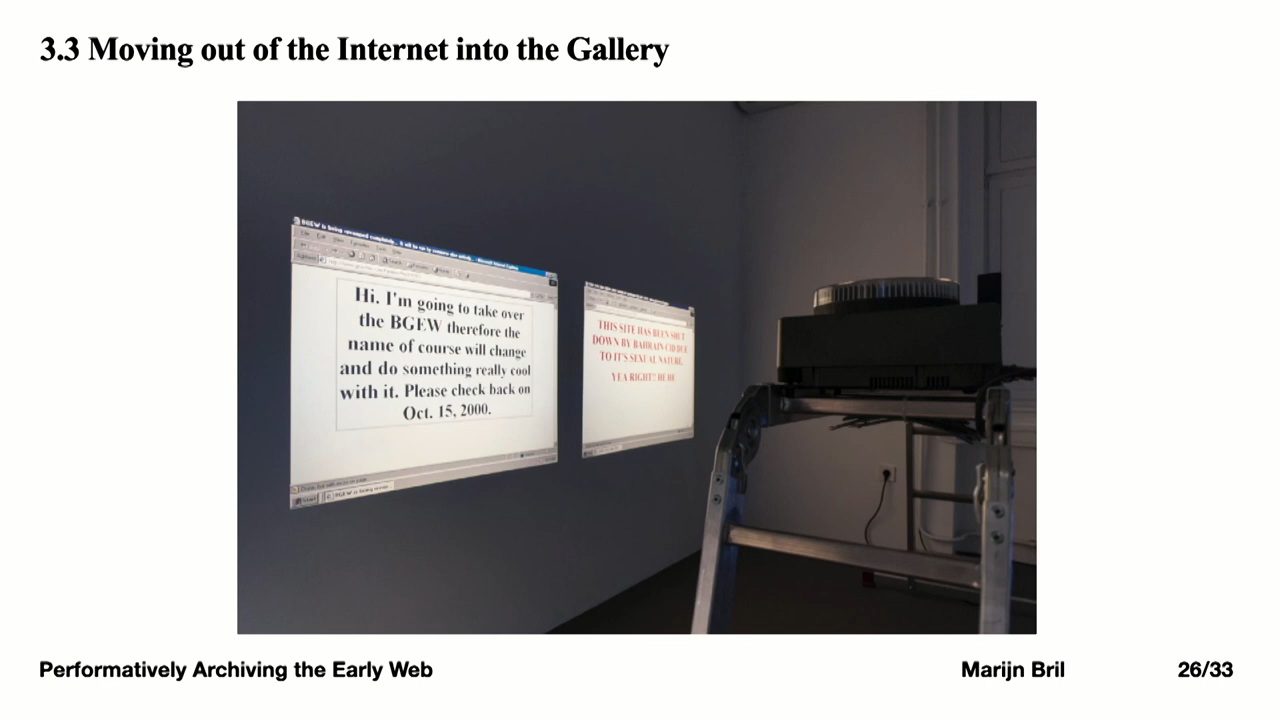 3.3 Moving out of the Internet into the Gallery
Hi. I'm going to take over
the BGEW therefore the
name of course will change
and do something really cool
with it. Please check back on
Oct. 15, 2000.
THIS SITE HAS BEEN SHUT
DOWN BY BAHRAIN CID DUE
TO IT'S SEXUAL NATURE.
YEA RIGHT!! HE HE
Performatively Archiving the Early Web
Marijn Bril
26/33